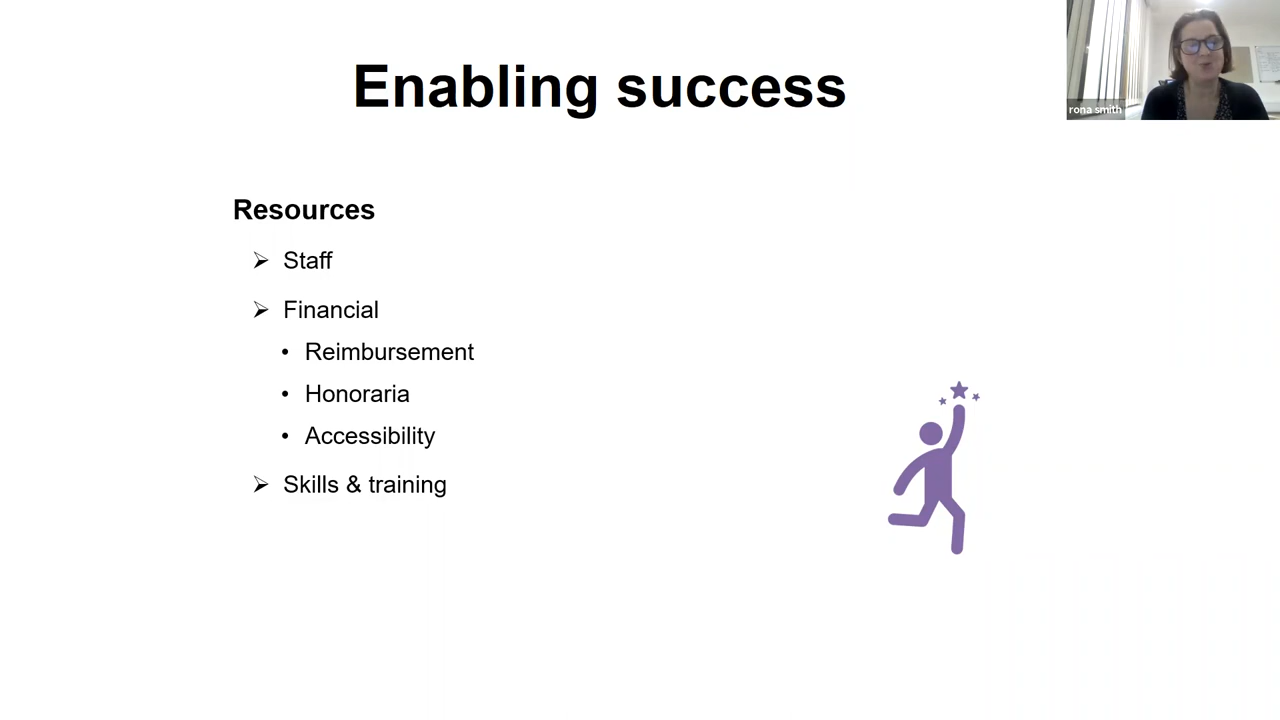 Enabling success
rona smith
Resources
➢ Staff
➢ Financial
• Reimbursement
• Honoraria
• Accessibility
➢ Skills & training